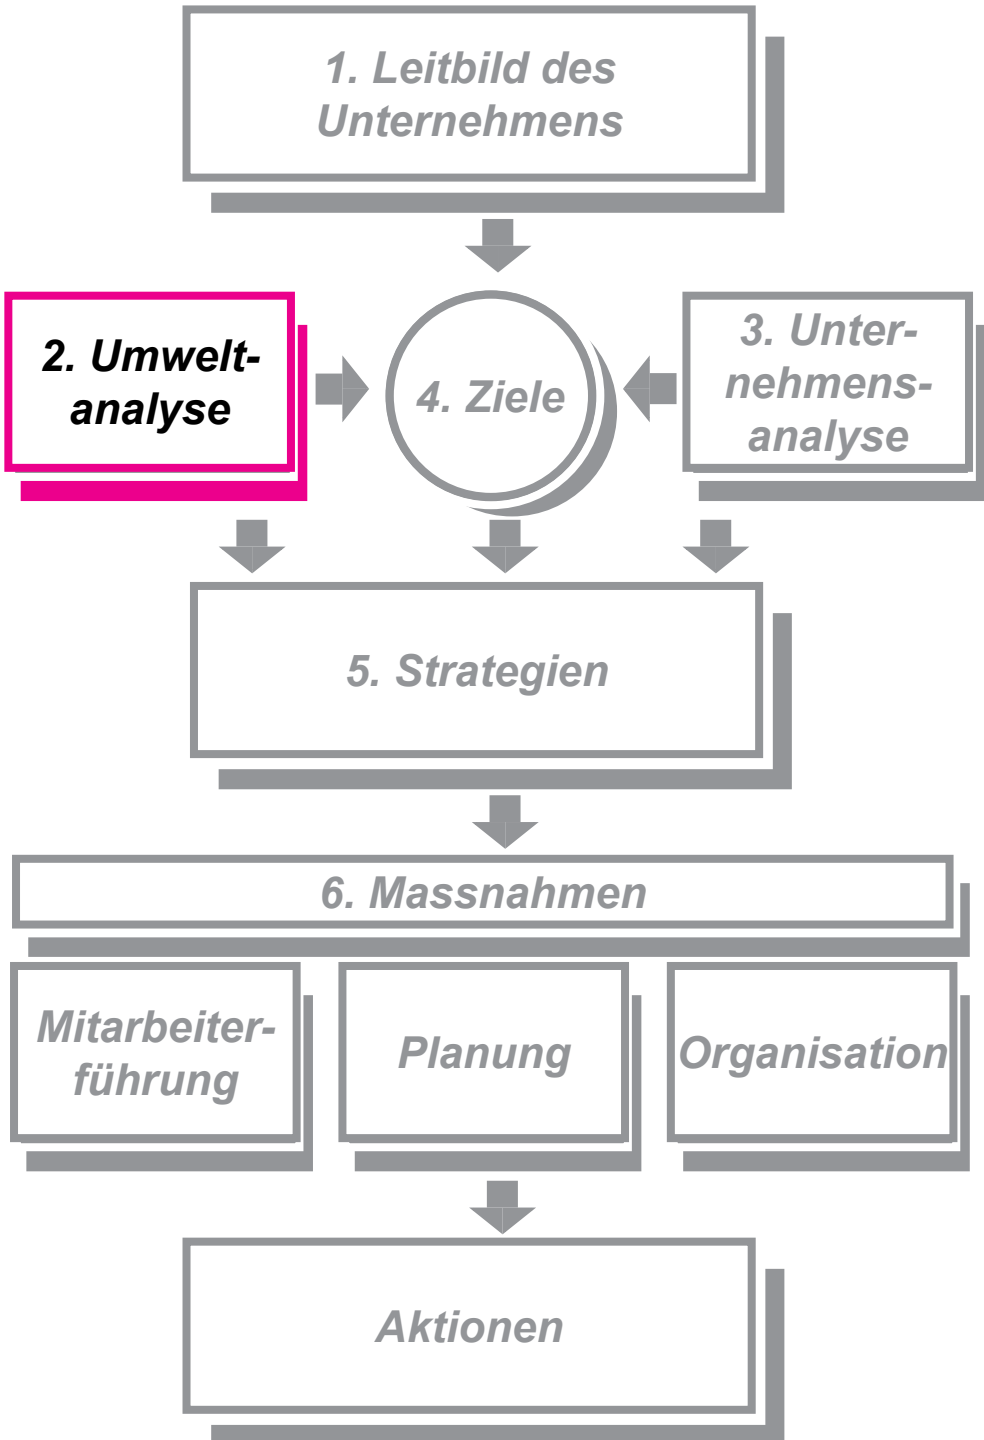 1. Leitbild des
Unternehmens
2. Umwelt-
analyse
4. Ziele
3. Unter-
nehmens-
analyse
5. Strategien
6. Massnahmen
Mitarbeiter-
führung
Planung
Organisation
Aktionen